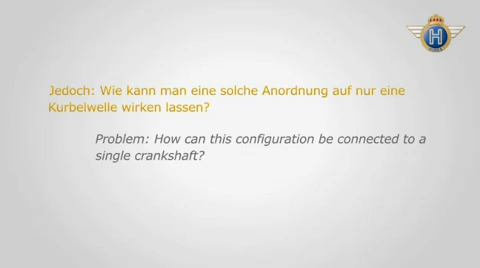 Jedoch: Wie kann man eine solche Anordnung auf nur eine
Kurbelwelle wirken lassen?
Problem: How can this configuration be connected to a
single crankshaft?
H